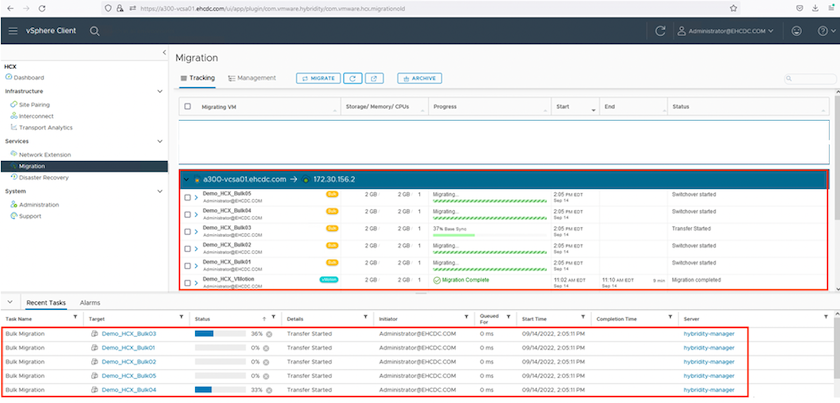 https://a300-vcsa01.ehcdc.com/ui/app/plugin/com.vmware.hybridity/com.vmware.hcx.migrationsId
80%
vSphere Client
Administrator@EHCDC.COM
HCX
Dashboard
Infrastructure
Site Pairing
Interconnect
Transport Analytics
Services
Network Extension
Migration
Disaster Recovery
System
Administration
Support
Migration
Tracking Management MIGRATE ARCHIVE
Migrating VM Storage/ Memory/ CPUs Progress Start End Status
a300-vcsa01.ehcdc.com → 172.30.156.2
Demo_HCX_Bulk05 Bulk 2 GB 2 GB 1 Migrating... 2:05 PM EDT Switchover started
Administrator@EHCDC.COM Sep 14
Demo_HCX_Bulk04 Bulk 2 GB 2 GB 1 Migrating... 2:05 PM EDT Switchover started
Administrator@EHCDC.COM Sep 14
Demo_HCX_Bulk03 Bulk 2 GB 2 GB 1 37% Base Sync 2:05 PM EDT Transfer Started
Administrator@EHCDC.COM Sep 14
Demo_HCX_Bulk02 Bulk 2 GB 2 GB 1 Migrating... 2:05 PM EDT Switchover started
Administrator@EHCDC.COM Sep 14
Demo_HCX_Bulk01 Bulk 2 GB 2 GB 1 Migrating... 2:05 PM EDT Switchover started
Administrator@EHCDC.COM Sep 14
Demo_HCX_VMotion vMotion 2 GB 2 GB 1 Migration Complete 11:02 AM EDT 11:10 AM EDT 9 min Migration completed
Administrator@EHCDC.COM Sep 14 Sep 14
Recent Tasks Alarms
Task Name Target Status Details Initiator Queued For Start Time Completion Time Server
Bulk Migration Demo_HCX_Bulk03 36% Transfer Started Administrator@EHCDC.COM 0 ms 09/14/2022, 2:05:11 PM hybridity-manager
Bulk Migration Demo_HCX_Bulk01 0% Transfer Started Administrator@EHCDC.COM 0 ms 09/14/2022, 2:05:11 PM hybridity-manager
Bulk Migration Demo_HCX_Bulk02 0% Transfer Started Administrator@EHCDC.COM 0 ms 09/14/2022, 2:05:11 PM hybridity-manager
Bulk Migration Demo_HCX_Bulk05 0% Transfer Started Administrator@EHCDC.COM 0 ms 09/14/2022, 2:05:11 PM hybridity-manager
Bulk Migration Demo_HCX_Bulk04 33% Transfer Started Administrator@EHCDC.COM 0 ms 09/14/2022, 2:05:11 PM hybridity-manager